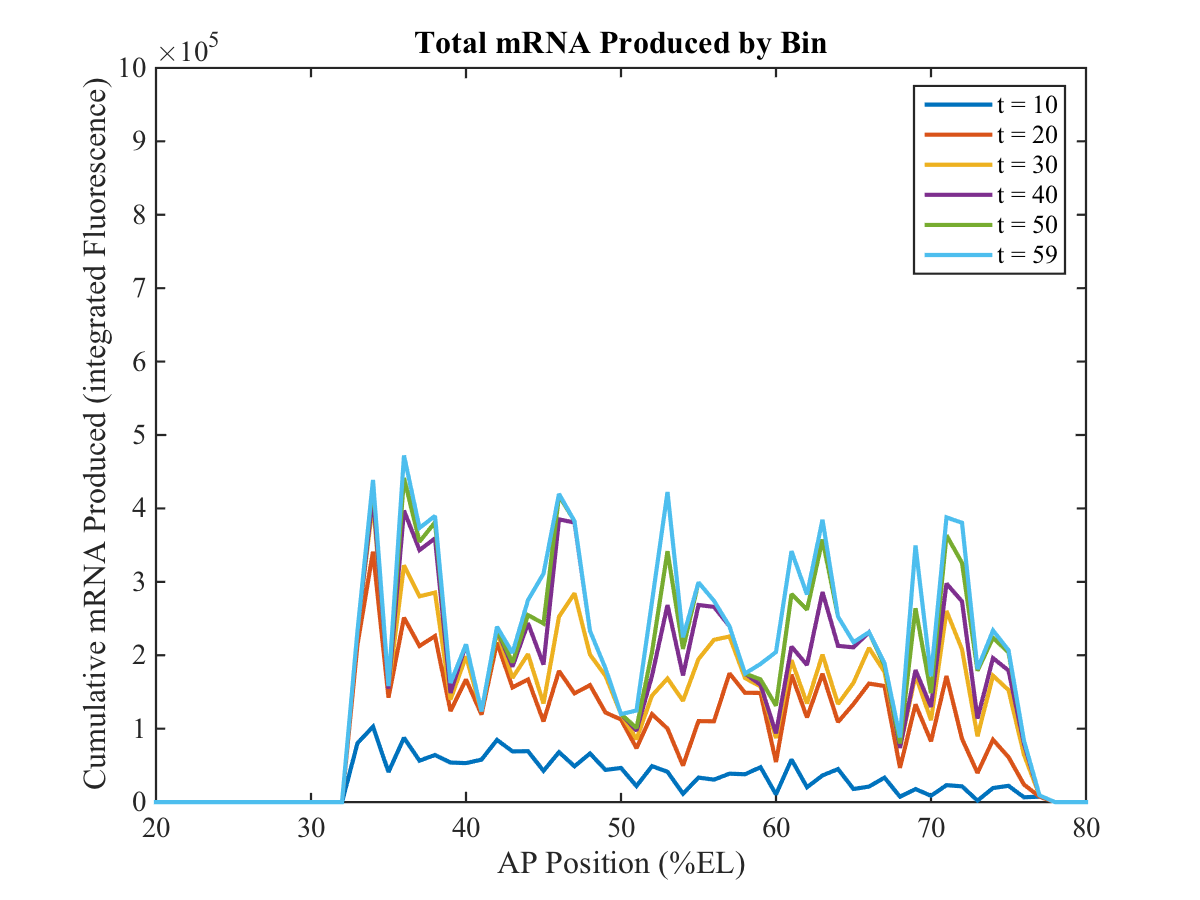 Total mRNA Produced by Bin
×10^5
10
9
8
7
6
5
4
3
2
1
0
Cumulative mRNA Produced (integrated Fluorescence)
t = 10
t = 20
t = 30
t = 40
t = 50
t = 59
20 30 40 50 60 70 80
AP Position (%EL)